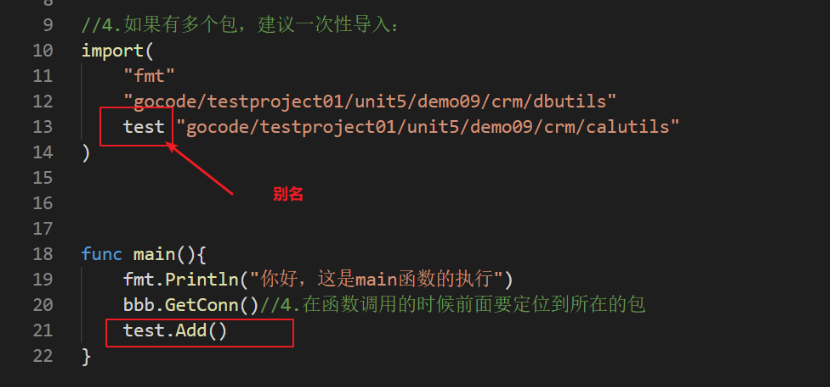 8
9 //4.如果有多个包，建议一次性导入：
10 import(
11 "fmt"
12 "gocode/testproject01/unit5/demo09/crm/dbutils"
13 test "gocode/testproject01/unit5/demo09/crm/calutils"
14 )
15
别名
16
17
18 func main(){
19 fmt.Println("你好，这是main函数的执行")
20 bbb.GetConn()//4.在函数调用的时候前面要定位到所在的包
21 test.Add()
22 }